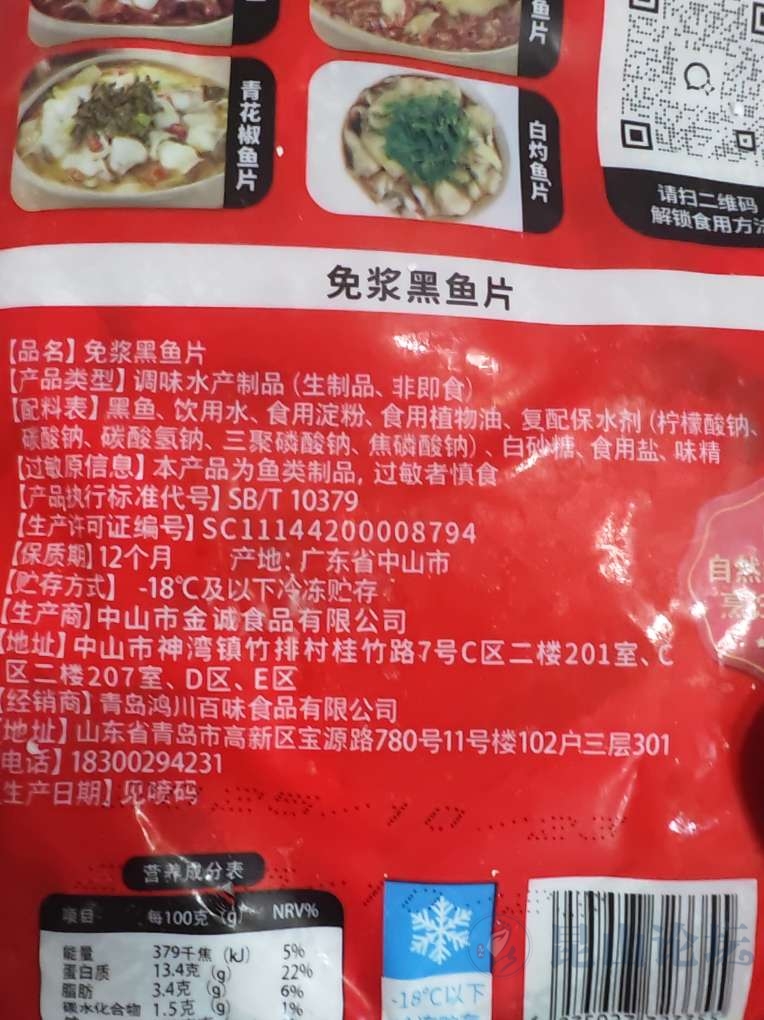 鱼片
青花椒鱼片
白灼鱼片
请扫二维码
解锁食用方法
免浆黑鱼片
【品名】免浆黑鱼片
【产品类型】调味水产制品(生制品、非即食)
【配料表】黑鱼、饮用水、食用淀粉、食用植物油、复配保水剂(柠檬酸钠、
碳酸钠、碳酸氢钠、三聚磷酸钠、焦磷酸钠)、白砂糖、食用盐、味精
【过敏原信息】本产品为鱼类制品,过敏者慎食
【产品执行标准代号】SB/T 10379
【生产许可证编号】SC11144200008794
【保质期】12个月 产地:广东省中山市
【贮存方式】 -18℃及以下冷冻贮存
【生产商】中山市金诚食品有限公司
【地址】中山市神湾镇竹排村桂竹路7号C区二楼201室、C
区二楼207室、D区、E区
【经销商】青岛鸿川百味食品有限公司
【地址】山东省青岛市高新区宝源路780号11号楼102户三层301
【电话】18300294231
【生产日期】见喷码
自然
营养成分表
项目 每100克(g) NRV%
能量 379千焦(kJ) 5%
蛋白质 13.4克(g) 22%
脂肪 3.4克(g) 6%
碳水化合物 1.5克(g) 1%
-18℃以下
昆山论坛